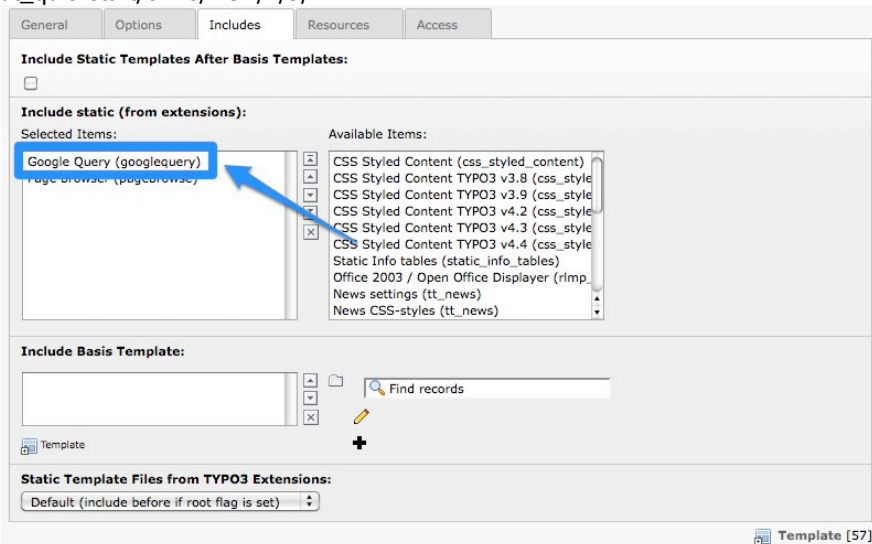 General Options Includes Resources Access
Include Static Templates After Basis Templates:
Include static (from extensions):
Selected Items: Available Items:
Google Query (googlequery)
Page browser (pagebrowse)
CSS Styled Content (css_styled_content)
CSS Styled Content TYPO3 v3.8 (css_style
CSS Styled Content TYPO3 v3.9 (css_style
CSS Styled Content TYPO3 v4.2 (css_style
CSS Styled Content TYPO3 v4.3 (css_style
CSS Styled Content TYPO3 v4.4 (css_style
Static Info tables (static_info_tables)
Office 2003 / Open Office Displayer (rlmp_
News settings (tt_news)
News CSS-styles (tt_news)
Include Basis Template:
Find records
Template
Static Template Files from TYPO3 Extensions:
Default (include before if root flag is set)
Template [57]